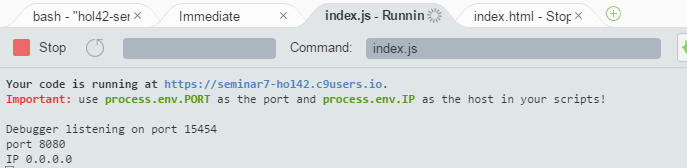 bash - "hol42-ser
Immediate
index.js - Runnin
index.html - Stop
Stop
Command:
index.js
Your code is running at https://seminar7-hol42.c9users.io.
Important: use process.env.PORT as the port and process.env.IP as the host in your scripts!
Debugger listening on port 15454
port 8080
IP 0.0.0.0